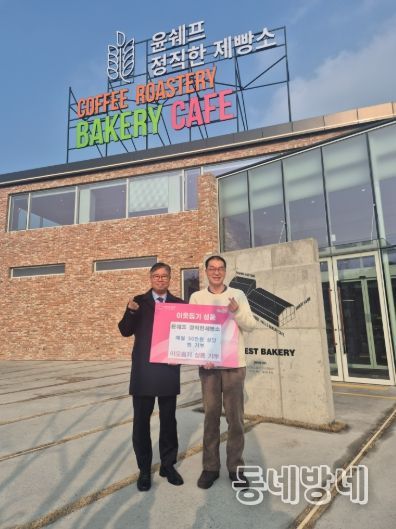 윤쉐프
정직한 제빵소
COFFEE ROASTERY
BAKERY CAFE
이웃돕기 성품
윤쉐프 정직한제빵소
매월 50만원 상당
빵 기부
이웃돕기 성품 기부
EST BAKERY
동네방네